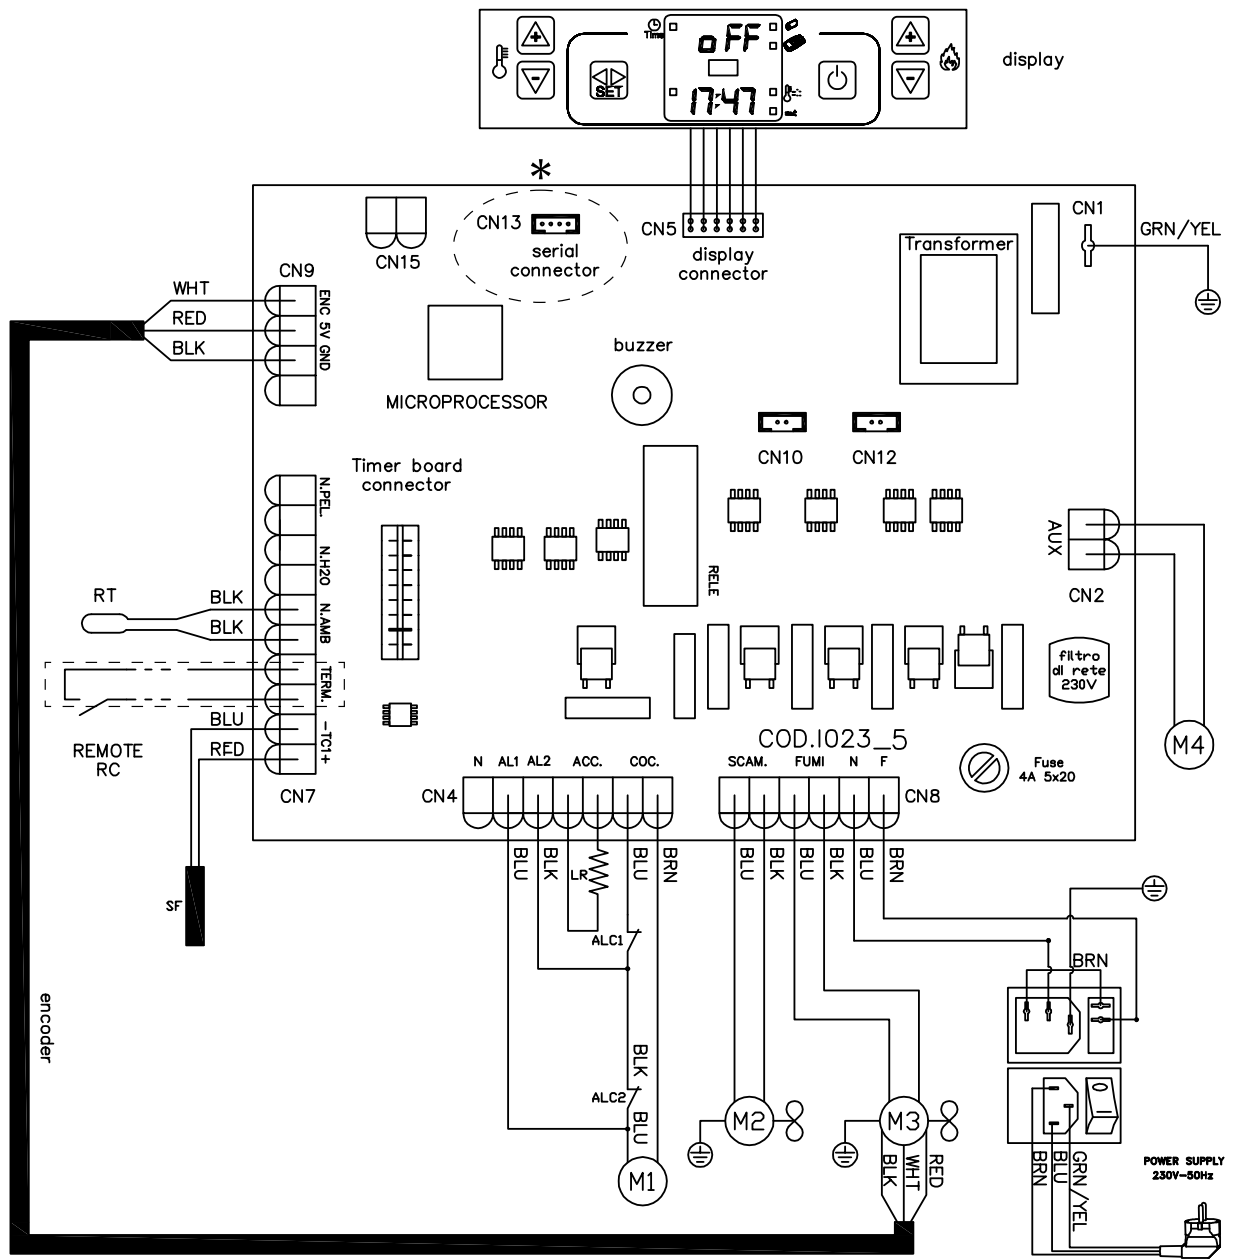 Time
oFF
SET
17:47
display
*
CN13
serial
connector
CN5
display
connector
CN15
CN1
GRN/YEL
Transformer
CN9
WHT
RED
BLK
ENC
5V
GND
MICROPROCESSOR
buzzer
CN10
CN12
Timer board
connector
N.PEL.
N.H2O
N.AMB
TERM.
-TC1+
RT
BLK
BLK
REMOTE
RC
BLU
RED
CN7
SF
encoder
RELE
AUX
CN2
filtro
di rete
230V
M4
COD.I023_5
Fuse
4A 5x20
N
AL1
AL2
ACC.
COC.
CN4
SCAM.
FUMI
N
F
CN8
BLU
BLK
LR
BLU
BRN
BLU
BLK
BLU
BLK
BLU
BRN
ALC1
BLK
ALC2
BLU
M1
M2
M3
BLK
WHT
RED
BRN
BRN
BLU
GRN/YEL
POWER SUPPLY
230V-50Hz